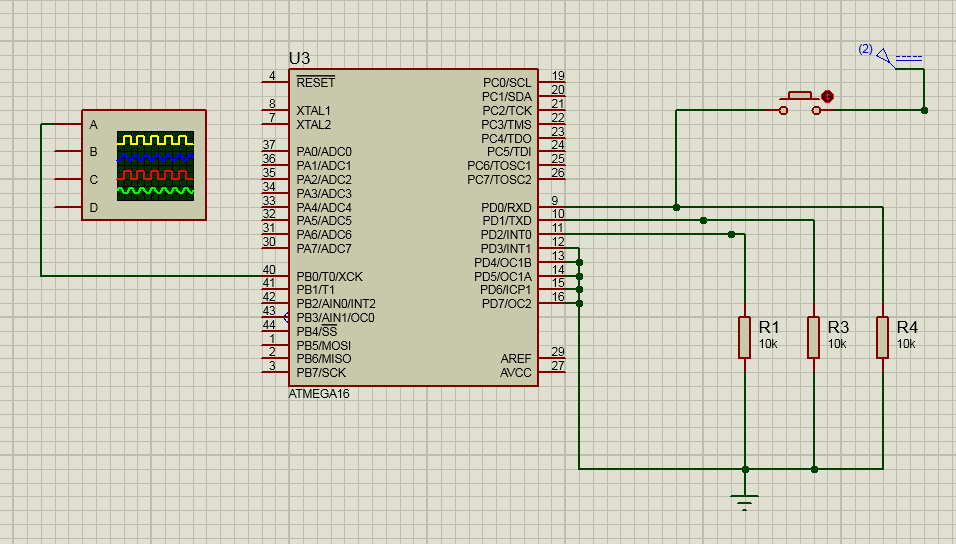 U3
4 RESET PC0/SCL 19
PC1/SDA 20
8 XTAL1 PC2/TCK 21
7 XTAL2 PC3/TMS 22
PC4/TDO 23
37 PA0/ADC0 PC5/TDI 24
36 PA1/ADC1 PC6/TOSC1 25
35 PA2/ADC2 PC7/TOSC2 26
34 PA3/ADC3
33 PA4/ADC4 PD0/RXD 9
32 PA5/ADC5 PD1/TXD 10
31 PA6/ADC6 PD2/INT0 11
30 PA7/ADC7 PD3/INT1 12
PD4/OC1B 13
40 PB0/T0/XCK PD5/OC1A 14
41 PB1/T1 PD6/ICP1 15
42 PB2/AIN0/INT2 PD7/OC2 16
43 PB3/AIN1/OC0
44 PB4/SS
1 PB5/MOSI
2 PB6/MISO AREF 29
3 PB7/SCK AVCC 27
ATMEGA16
A
B
C
D
(2)
R1
10k
R3
10k
R4
10k